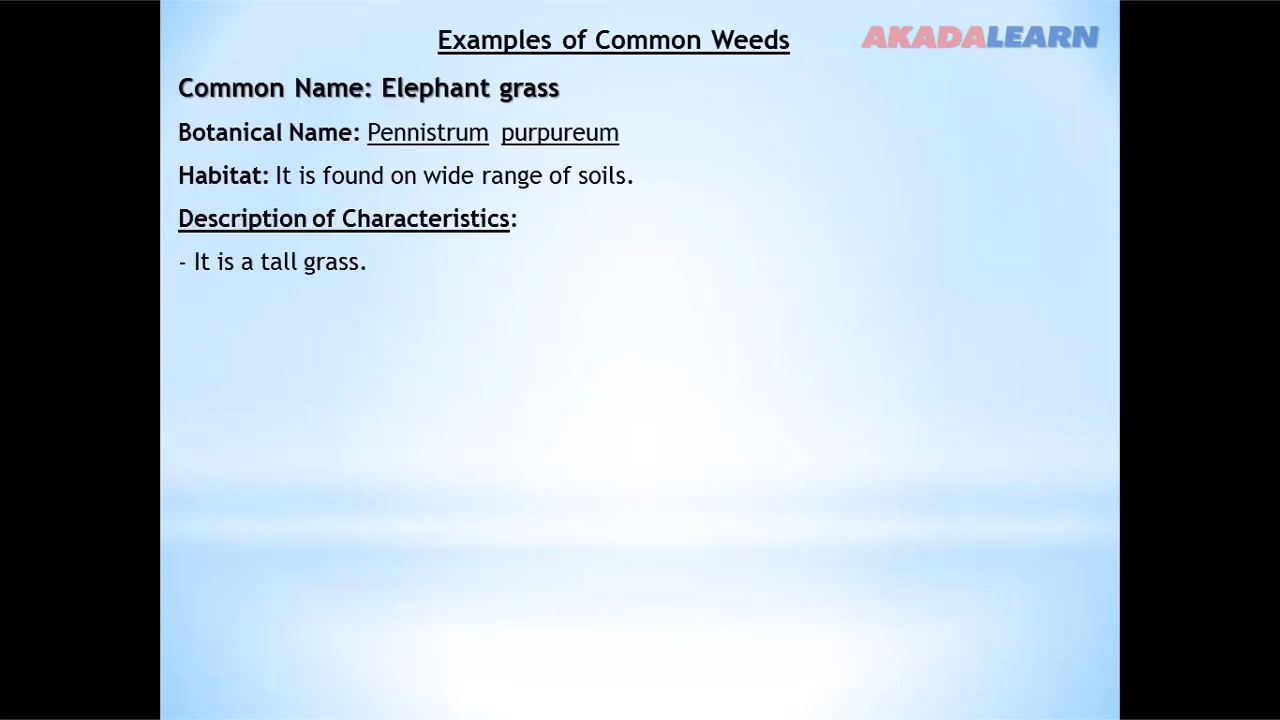 Examples of Common Weeds
AKADALEARN
Common Name: Elephant grass
Botanical Name: Pennistrum purpureum
Habitat: It is found on wide range of soils.
Description of Characteristics:
- It is a tall grass.